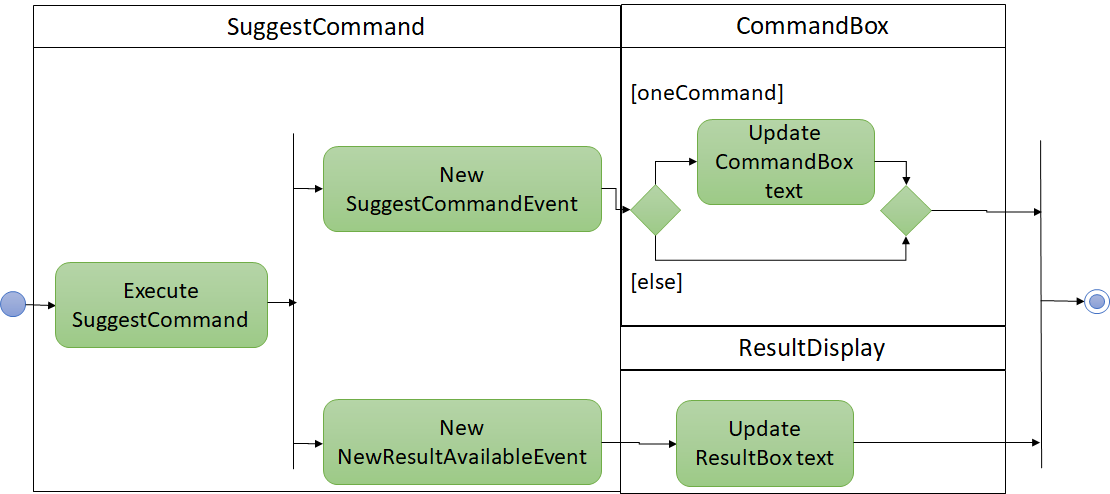 SuggestCommand
CommandBox
[oneCommand]
Update
CommandBox
text
New
SuggestCommandEvent
[else]
Execute
SuggestCommand
ResultDisplay
New
NewResultAvailableEvent
Update
ResultBox text